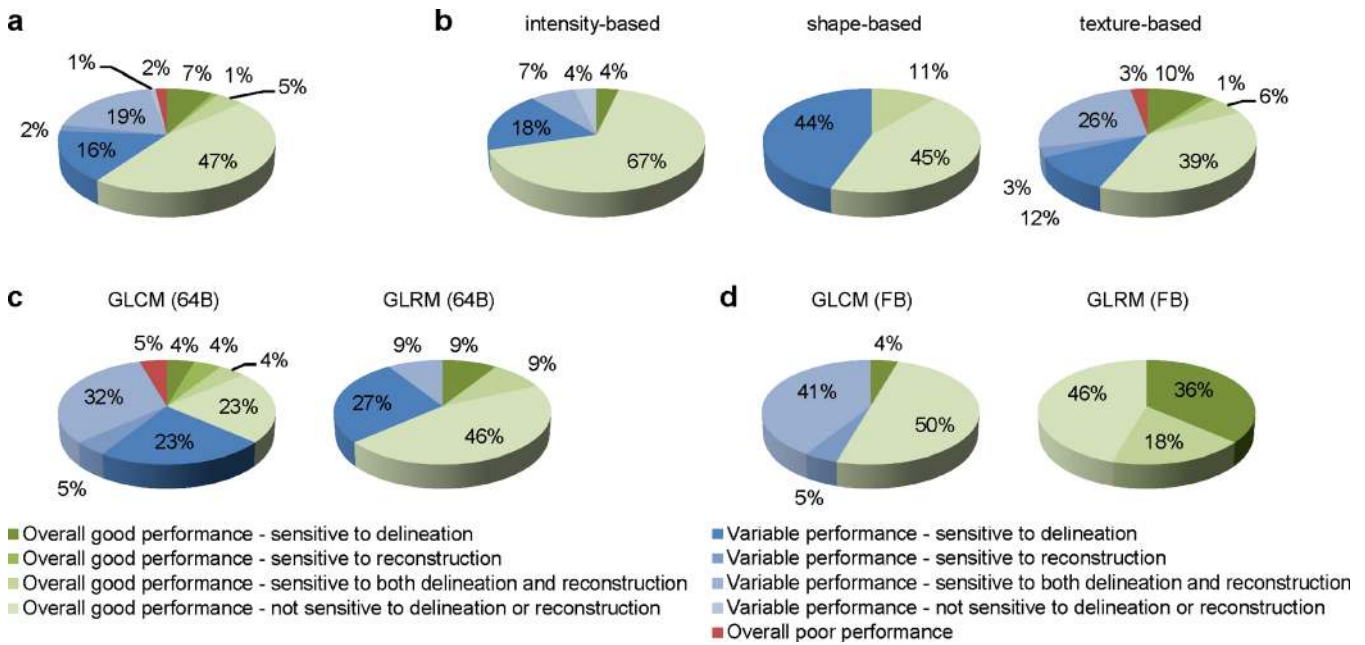 a
1%
2%
7%
1%
5%
2%
19%
16%
47%
b
intensity-based
7%
4%
4%
18%
67%
shape-based
11%
44%
45%
texture-based
3%
10%
1%
6%
26%
39%
3%
12%
c
GLCM (64B)
5%
4%
4%
4%
32%
23%
23%
5%
GLRM (64B)
9%
9%
9%
27%
46%
d
GLCM (FB)
4%
41%
50%
5%
GLRM (FB)
46%
36%
18%
Overall good performance - sensitive to delineation
Overall good performance - sensitive to reconstruction
Overall good performance - sensitive to both delineation and reconstruction
Overall good performance - not sensitive to delineation or reconstruction
Variable performance - sensitive to delineation
Variable performance - sensitive to reconstruction
Variable performance - sensitive to both delineation and reconstruction
Variable performance - not sensitive to delineation or reconstruction
Overall poor performance